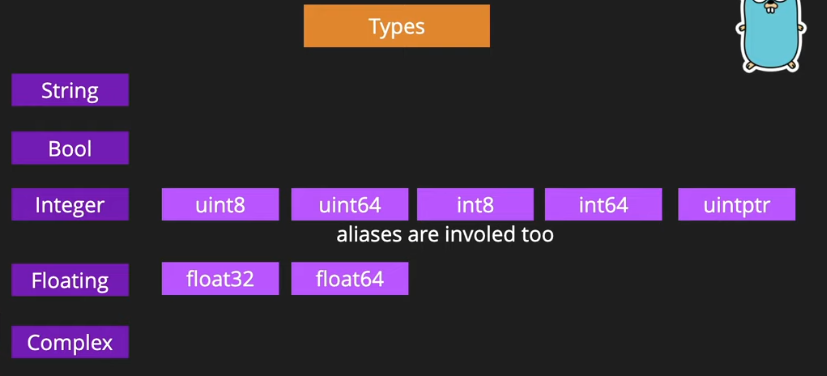 Types
String
Bool
Integer uint8 uint64 int8 int64 uintptr
aliases are involed too
Floating float32 float64
Complex